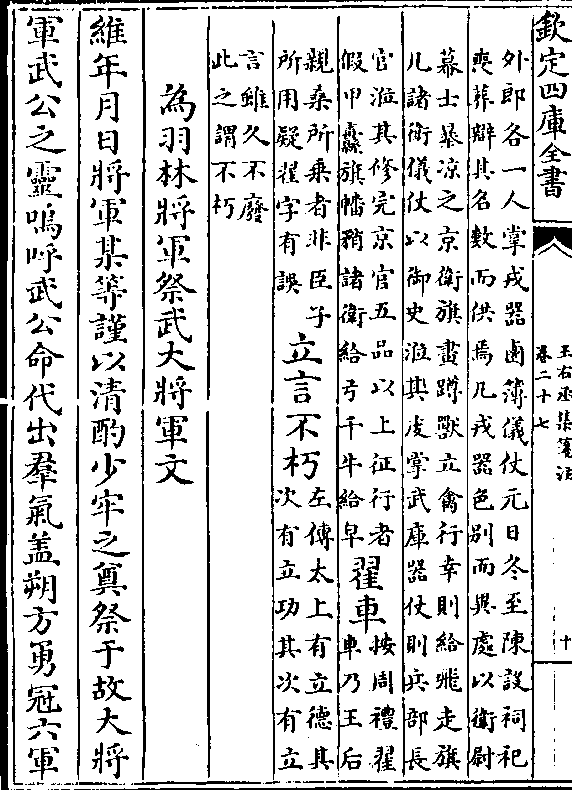 欽定四庫全書
王右丞集箋注
卷二十七
十
外郎各一人掌戎器鹵簿儀仗元日冬至陳設祠祀
喪葬辯其名數而供焉凡戎器色別而異處以衛尉
幕士暴凉之京衛旗畫蹲獸立禽行幸則給飛走旗
凡諸衛儀仗以御史涖其庋掌武庫器仗則兵部長
官涖其修完京官五品以上征行者
假甲纛旗幡矟諸衛給弓千牛給甲
翟車
按周禮翟
車乃王后
親桑所乘者非臣子
所用疑翟字有誤
立言不朽
左傳太上有立德其
次有立功其次有立
言雖久不廢
此之謂不朽
為羽林將軍祭武大將軍文
維年月日將軍某等謹以清酌少牢之奠祭于故大將
軍武公之靈嗚呼武公命代出羣氣盖朔方勇冠六軍